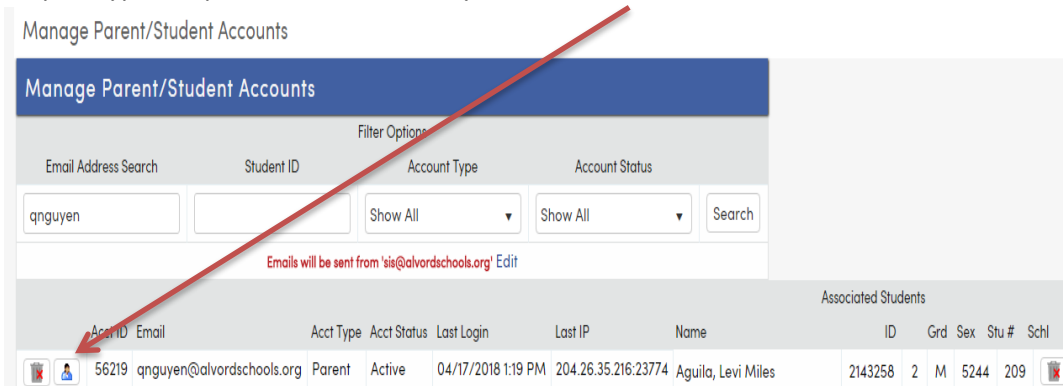 Manage Parent/Student Accounts
Manage Parent/Student Accounts
Filter Options
Email Address Search Student ID Account Type Account Status
qnguyen Show All Show All Search
Emails will be sent from 'sis@alvordschools.org' Edit
Associated Students
Acct ID Email Acct Type Acct Status Last Login Last IP Name ID Grd Sex Stu # Schl
56219 qnguyen@alvordschools.org Parent Active 04/17/2018 1:19 PM 204.26.35.216:23774 Aguila, Levi Miles 2143258 2 M 5244 209